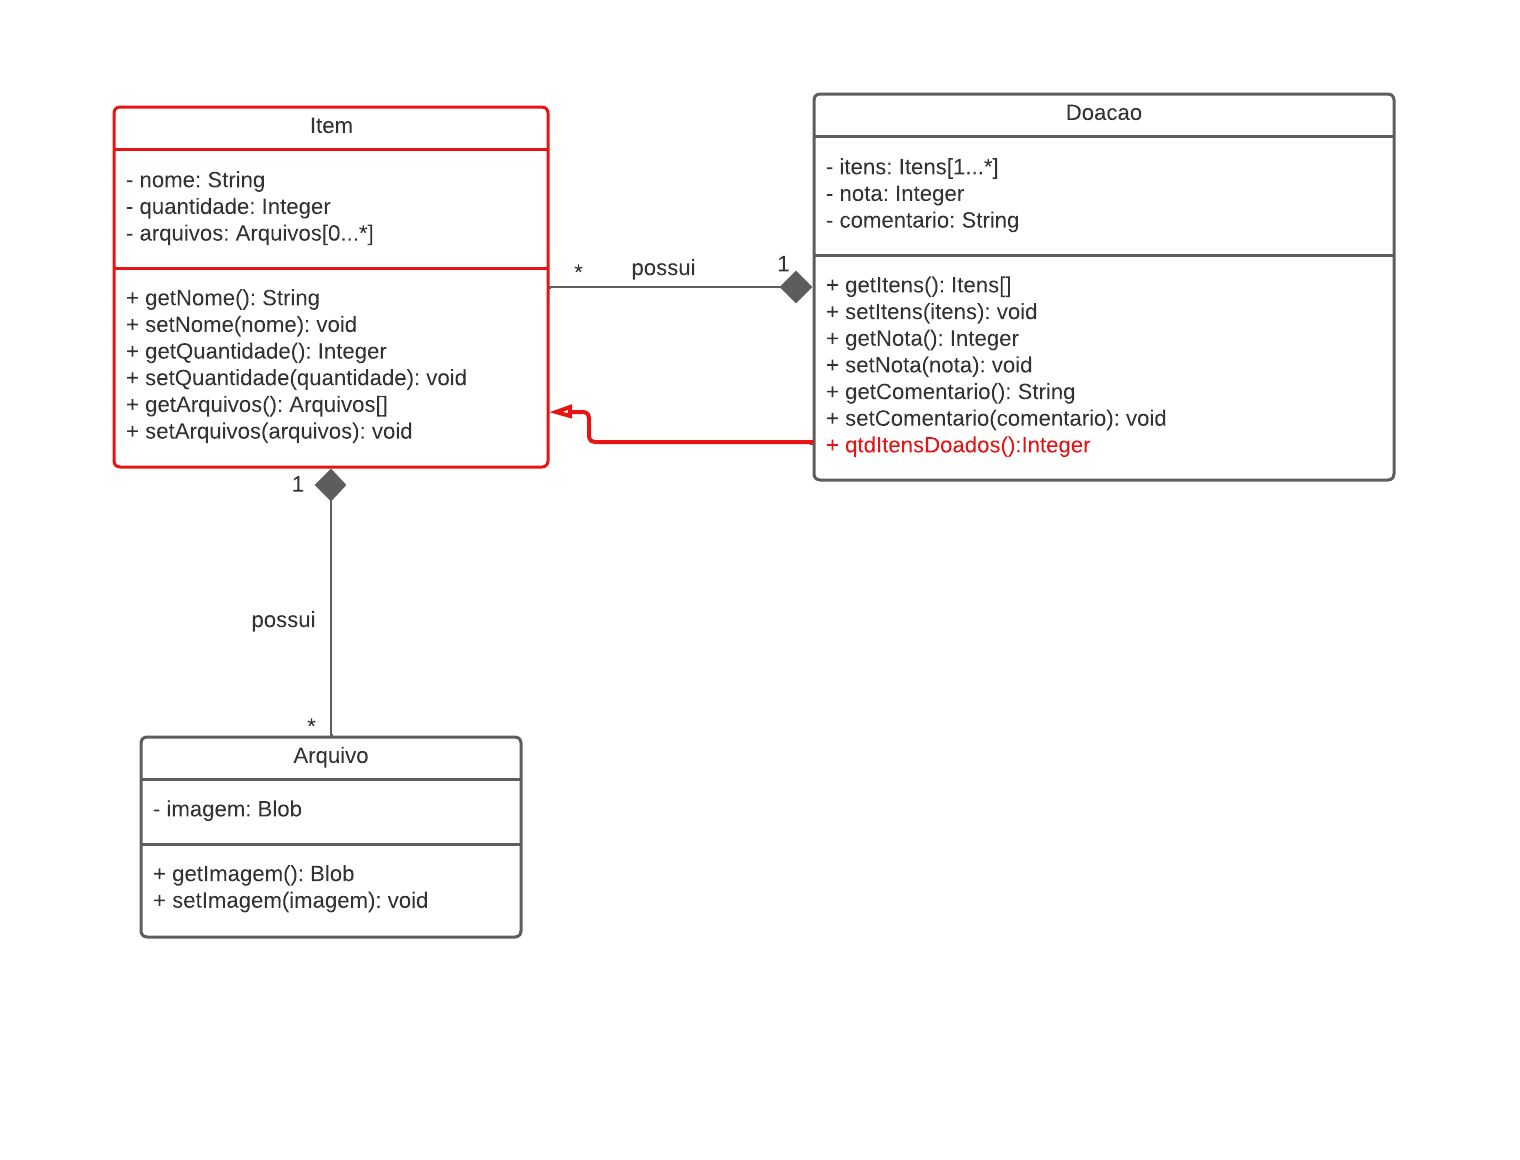 Item
- nome: String
- quantidade: Integer
- arquivos: Arquivos[0...*]
+ getNome(): String
+ setNome(nome): void
+ getQuantidade(): Integer
+ setQuantidade(quantidade): void
+ getArquivos(): Arquivos[]
+ setArquivos(arquivos): void
* possui 1
Doacao
- itens: Itens[1...*]
- nota: Integer
- comentario: String
+ getItens(): Itens[]
+ setItens(itens): void
+ getNota(): Integer
+ setNota(nota): void
+ getComentario(): String
+ setComentario(comentario): void
+ qtdItensDoados():Integer
1
possui
*
Arquivo
- imagem: Blob
+ getImagem(): Blob
+ setImagem(imagem): void